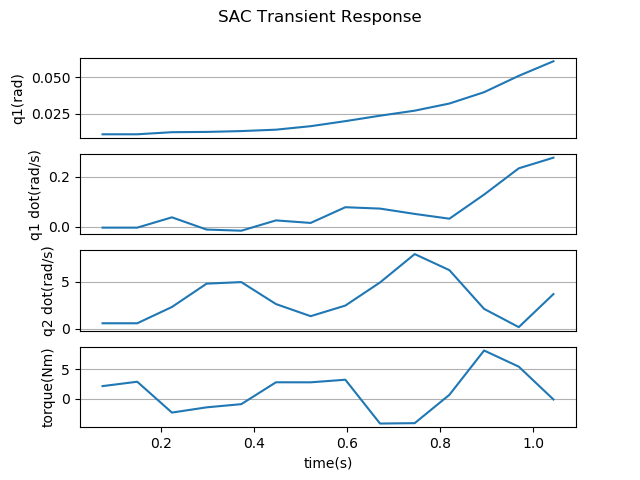 SAC Transient Response
q1(rad)
0.050
0.025
q1 dot(rad/s)
0.2
0.0
q2 dot(rad/s)
5
0
torque(Nm)
5
0
0.2 0.4 0.6 0.8 1.0
time(s)